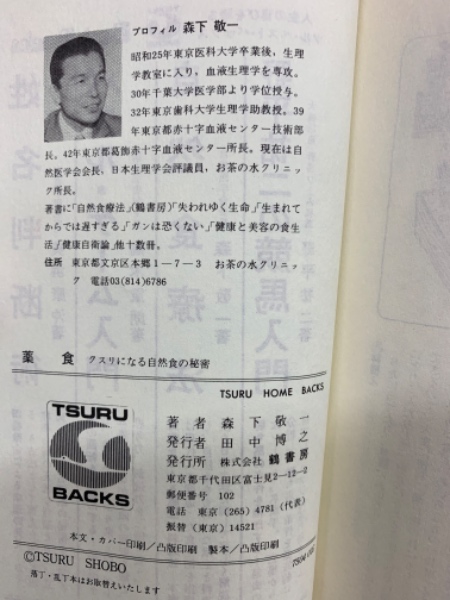 プロフィル 森下 敬一
昭和25年東京医科大学卒業後，生理
学教室に入り，血液生理学を専攻。
30年千葉大学医学部より学位授与。
32年東京歯科大学生理学助教授。39
年東京都赤十字血液センター技術部
長。42年東京都葛飾赤十字血液センター所長。現在は自
然医学会会長、日本生理学会評議員，お茶の水クリニッ
ク所長。
著書に「自然食療法」(鶴書房)「失われゆく生命」「生まれて
からでは遅すぎる」「ガンは恐くない」「健康と美容の食生
活」「健康自衛論」他十数冊。
住所 東京都文京区本郷1－7－3 お茶の水クリニッ
ク 電話03(814)6786
薬 食 クスリになる自然食の秘密
TSURU HOME BACKS
TSURU
BACKS
著 者 森 下 敬 一
発行者 田 中 博 之
発行所 株式会社 鶴 書 房
東京都千代田区富士見2－12－2
郵便番号 102
電話 東京 (265) 4781 (代表)
振替 (東京) 14521
本文・カバー印刷/凸版印刷 製本/凸版印刷
©TSURU SHOBO
落丁・乱丁本はお取替えいたします